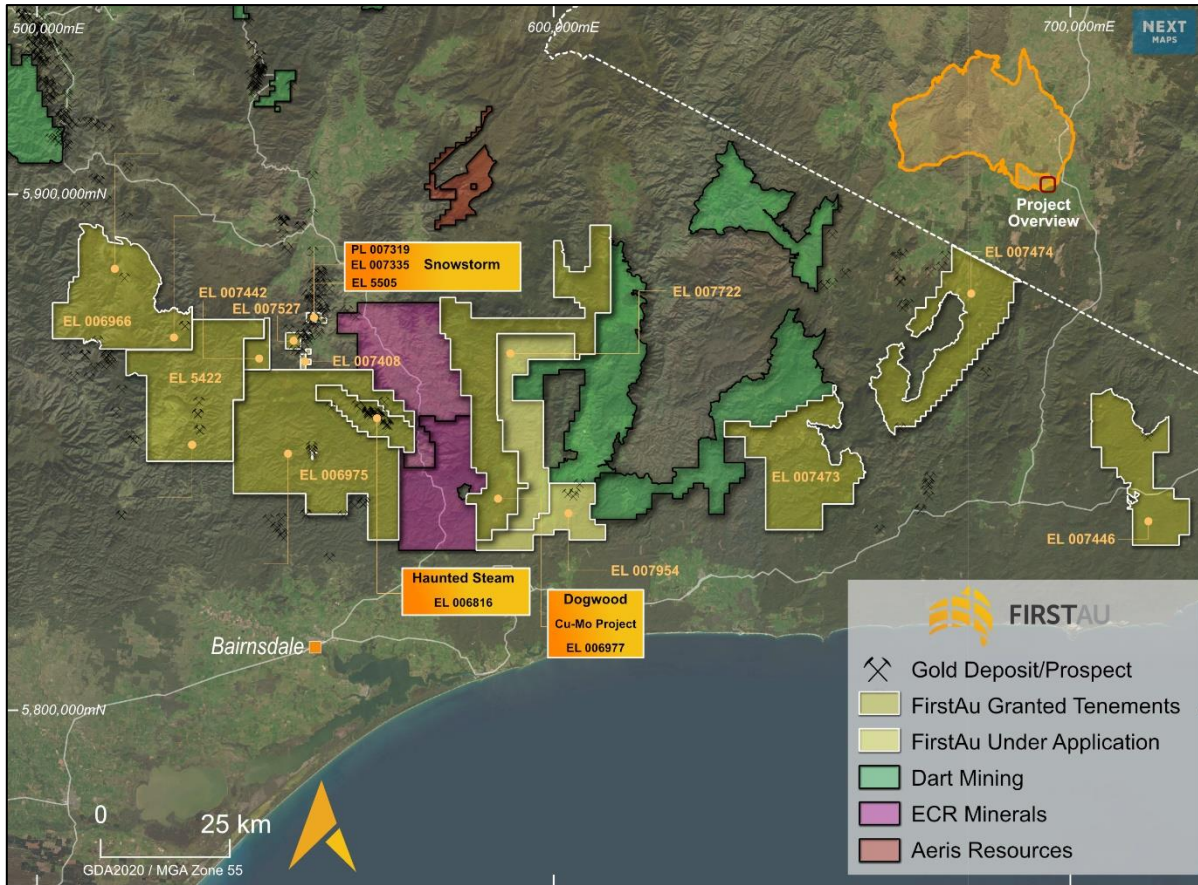 500,000mE
600,000mE
700,000mE
NEXT
MAPS
5,900,000mN
Project
Overview
EL 007474
PL 007319
EL 007335
Snowstorm
EL 5505
EL 007442
EL 007527
EL 007722
EL 006966
EL 007408
EL 5422
EL 006975
EL 007473
EL 007446
EL 007954
Haunted Steam
EL 006816
Dogwood
Cu-Mo Project
EL 006977
Bairnsdale
5,800,000mN
FIRSTAU
Gold Deposit/Prospect
FirstAu Granted Tenements
FirstAu Under Application
Dart Mining
ECR Minerals
Aeris Resources
0 25 km
GDA2020 / MGA Zone 55